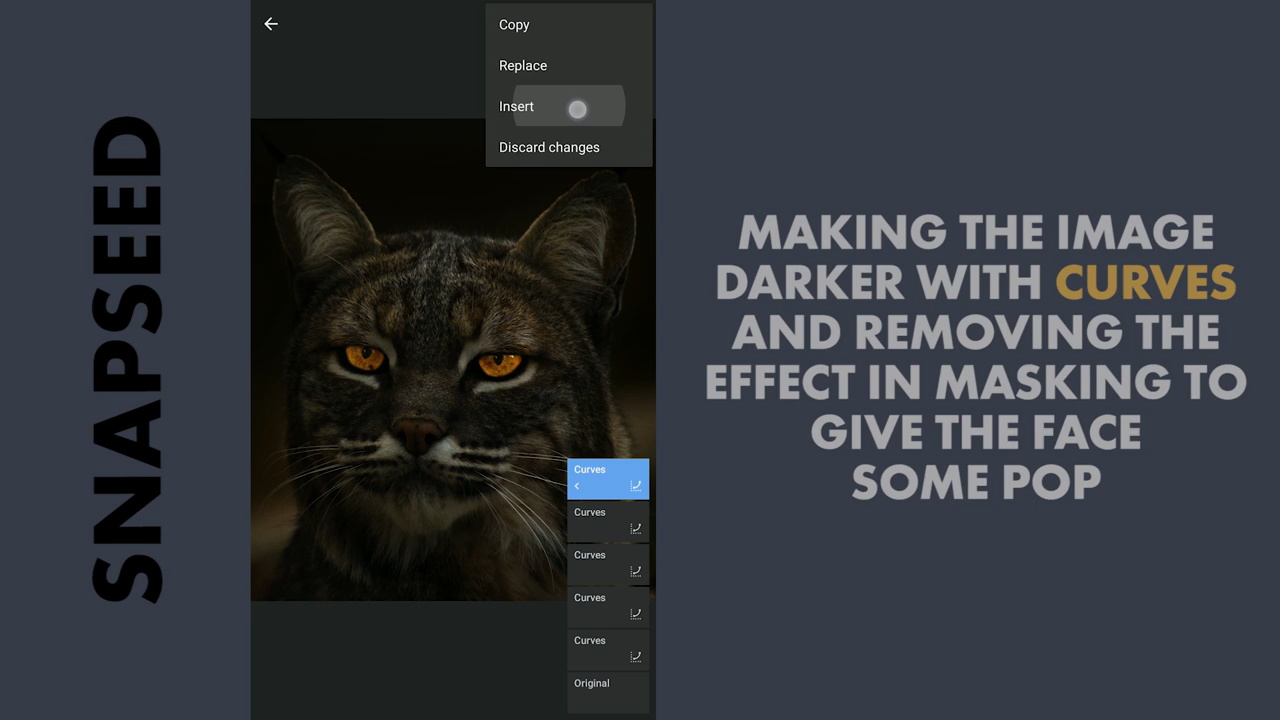 SNAPSEED
Copy
Replace
Insert
Discard changes
Curves
Curves
Curves
Curves
Curves
Original
MAKING THE IMAGE
DARKER WITH CURVES
AND REMOVING THE
EFFECT IN MASKING TO
GIVE THE FACE
SOME POP